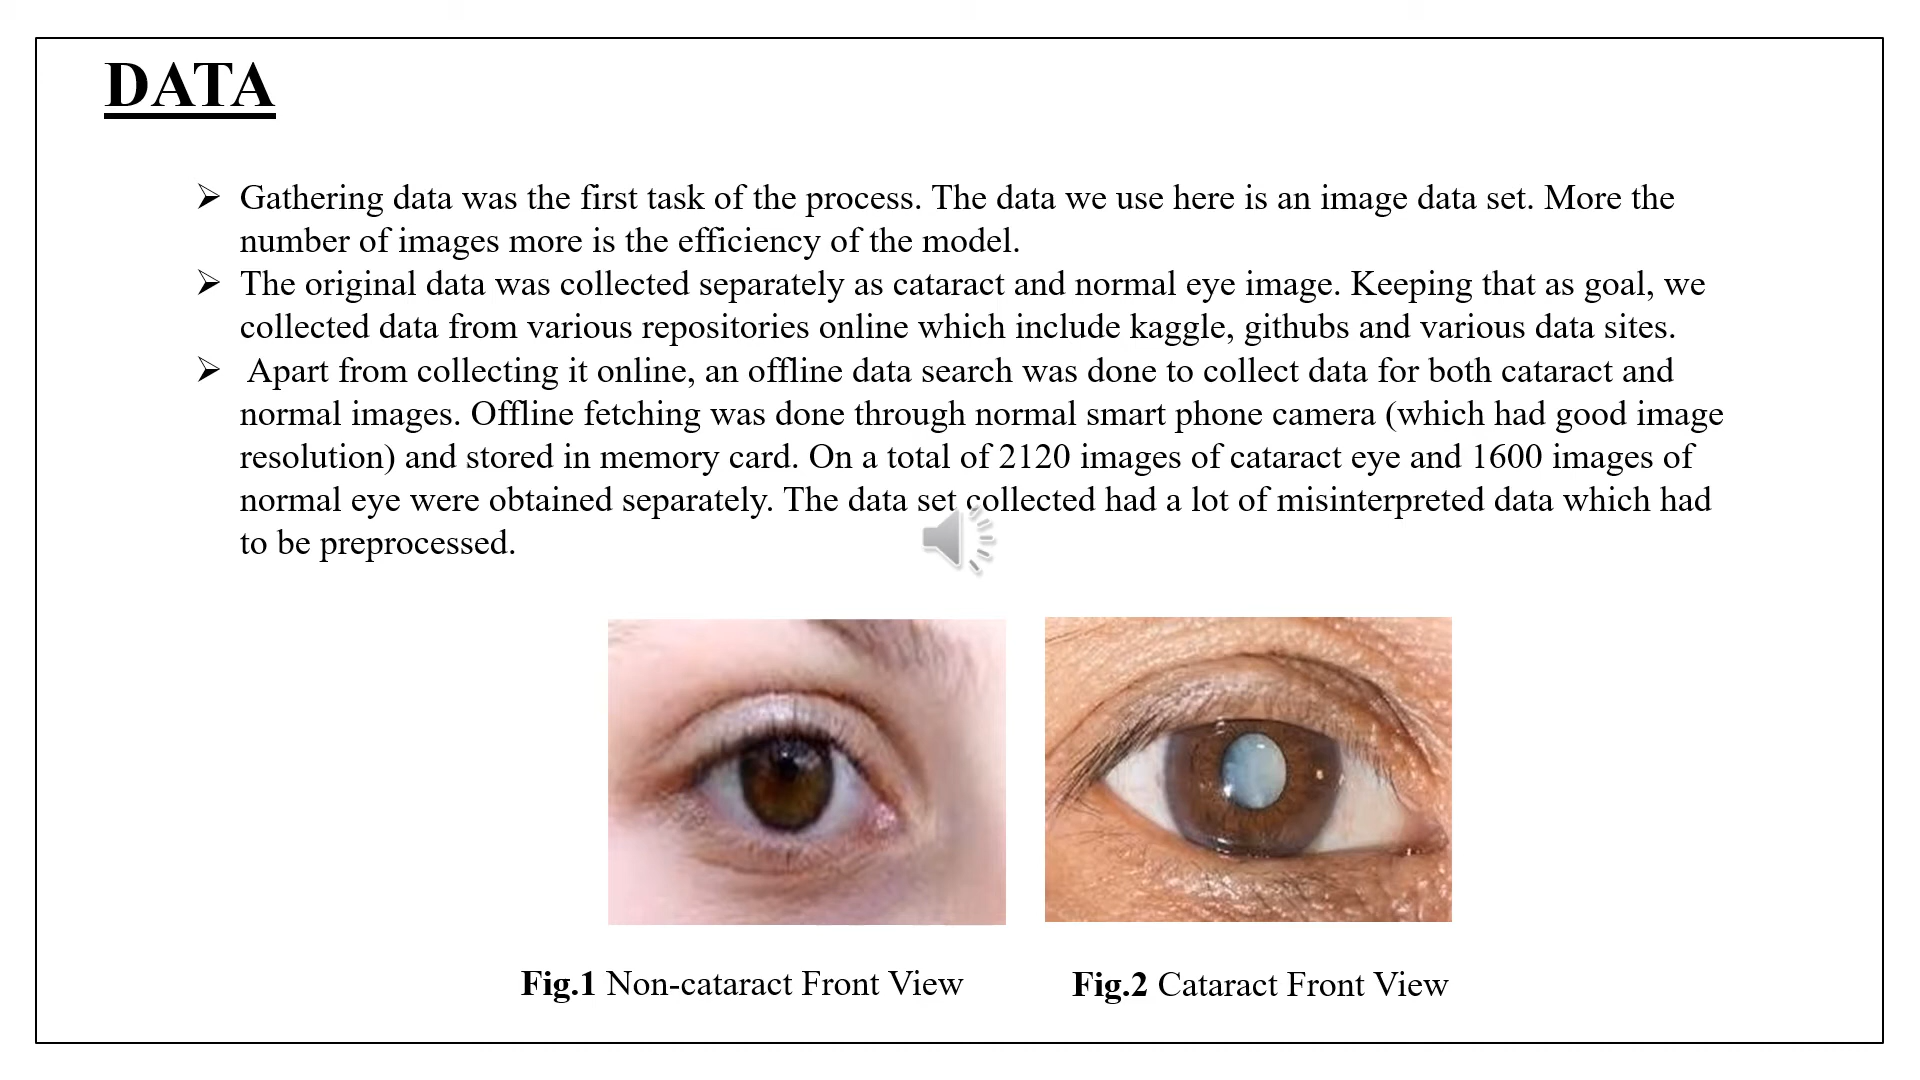 DATA
➢ Gathering data was the first task of the process. The data we use here is an image data set. More the
number of images more is the efficiency of the model.
➢ The original data was collected separately as cataract and normal eye image. Keeping that as goal, we
collected data from various repositories online which include kaggle, githubs and various data sites.
➢ Apart from collecting it online, an offline data search was done to collect data for both cataract and
normal images. Offline fetching was done through normal smart phone camera (which had good image
resolution) and stored in memory card. On a total of 2120 images of cataract eye and 1600 images of
normal eye were obtained separately. The data set collected had a lot of misinterpreted data which had
to be preprocessed.
Fig.1 Non-cataract Front View
Fig.2 Cataract Front View